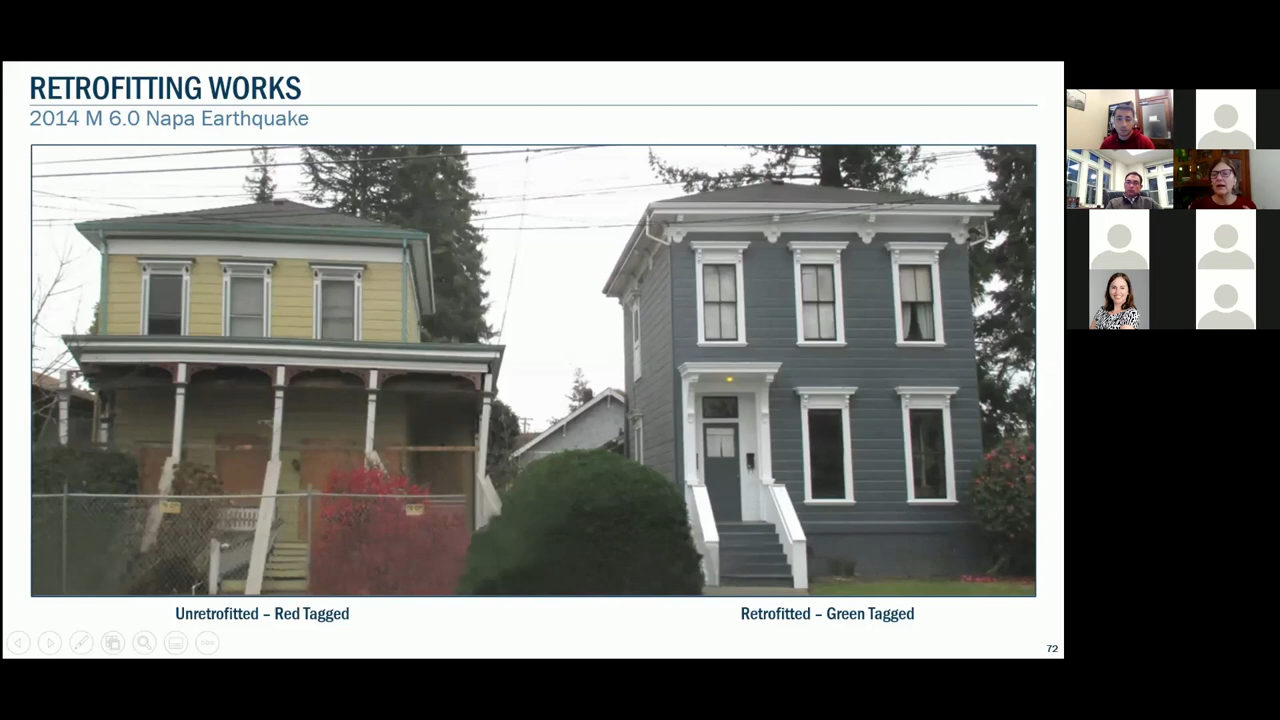 RETROFITTING WORKS
2014 M 6.0 Napa Earthquake
Unretrofitted – Red Tagged
Retrofitted – Green Tagged
72